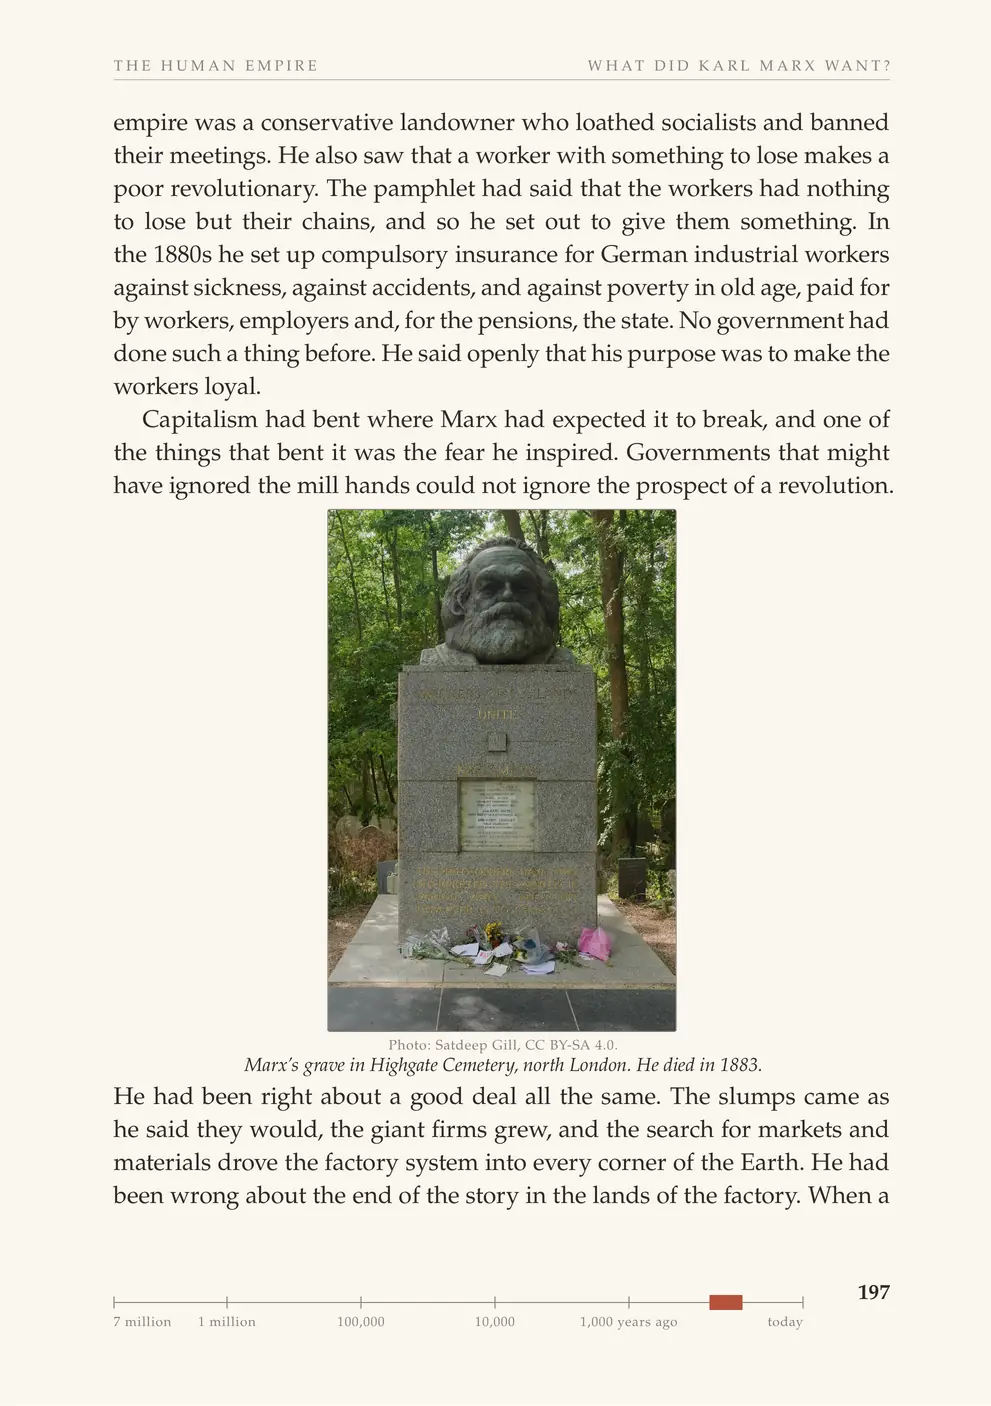 THE HUMAN EMPIRE
WHAT DID KARL MARX WANT?
empire was a conservative landowner who loathed socialists and banned
their meetings. He also saw that a worker with something to lose makes a
poor revolutionary. The pamphlet had said that the workers had nothing
to lose but their chains, and so he set out to give them something. In
the 1880s he set up compulsory insurance for German industrial workers
against sickness, against accidents, and against poverty in old age, paid for
by workers, employers and, for the pensions, the state. No government had
done such a thing before. He said openly that his purpose was to make the
workers loyal.
Capitalism had bent where Marx had expected it to break, and one of
the things that bent it was the fear he inspired. Governments that might
have ignored the mill hands could not ignore the prospect of a revolution.
UNITE
Photo: Satdeep Gill, CC BY-SA 4.0.
Marx’s grave in Highgate Cemetery, north London. He died in 1883.
He had been right about a good deal all the same. The slumps came as
he said they would, the giant firms grew, and the search for markets and
materials drove the factory system into every corner of the Earth. He had
been wrong about the end of the story in the lands of the factory. When a
197
7 million
1 million
100,000
10,000
1,000 years ago
today